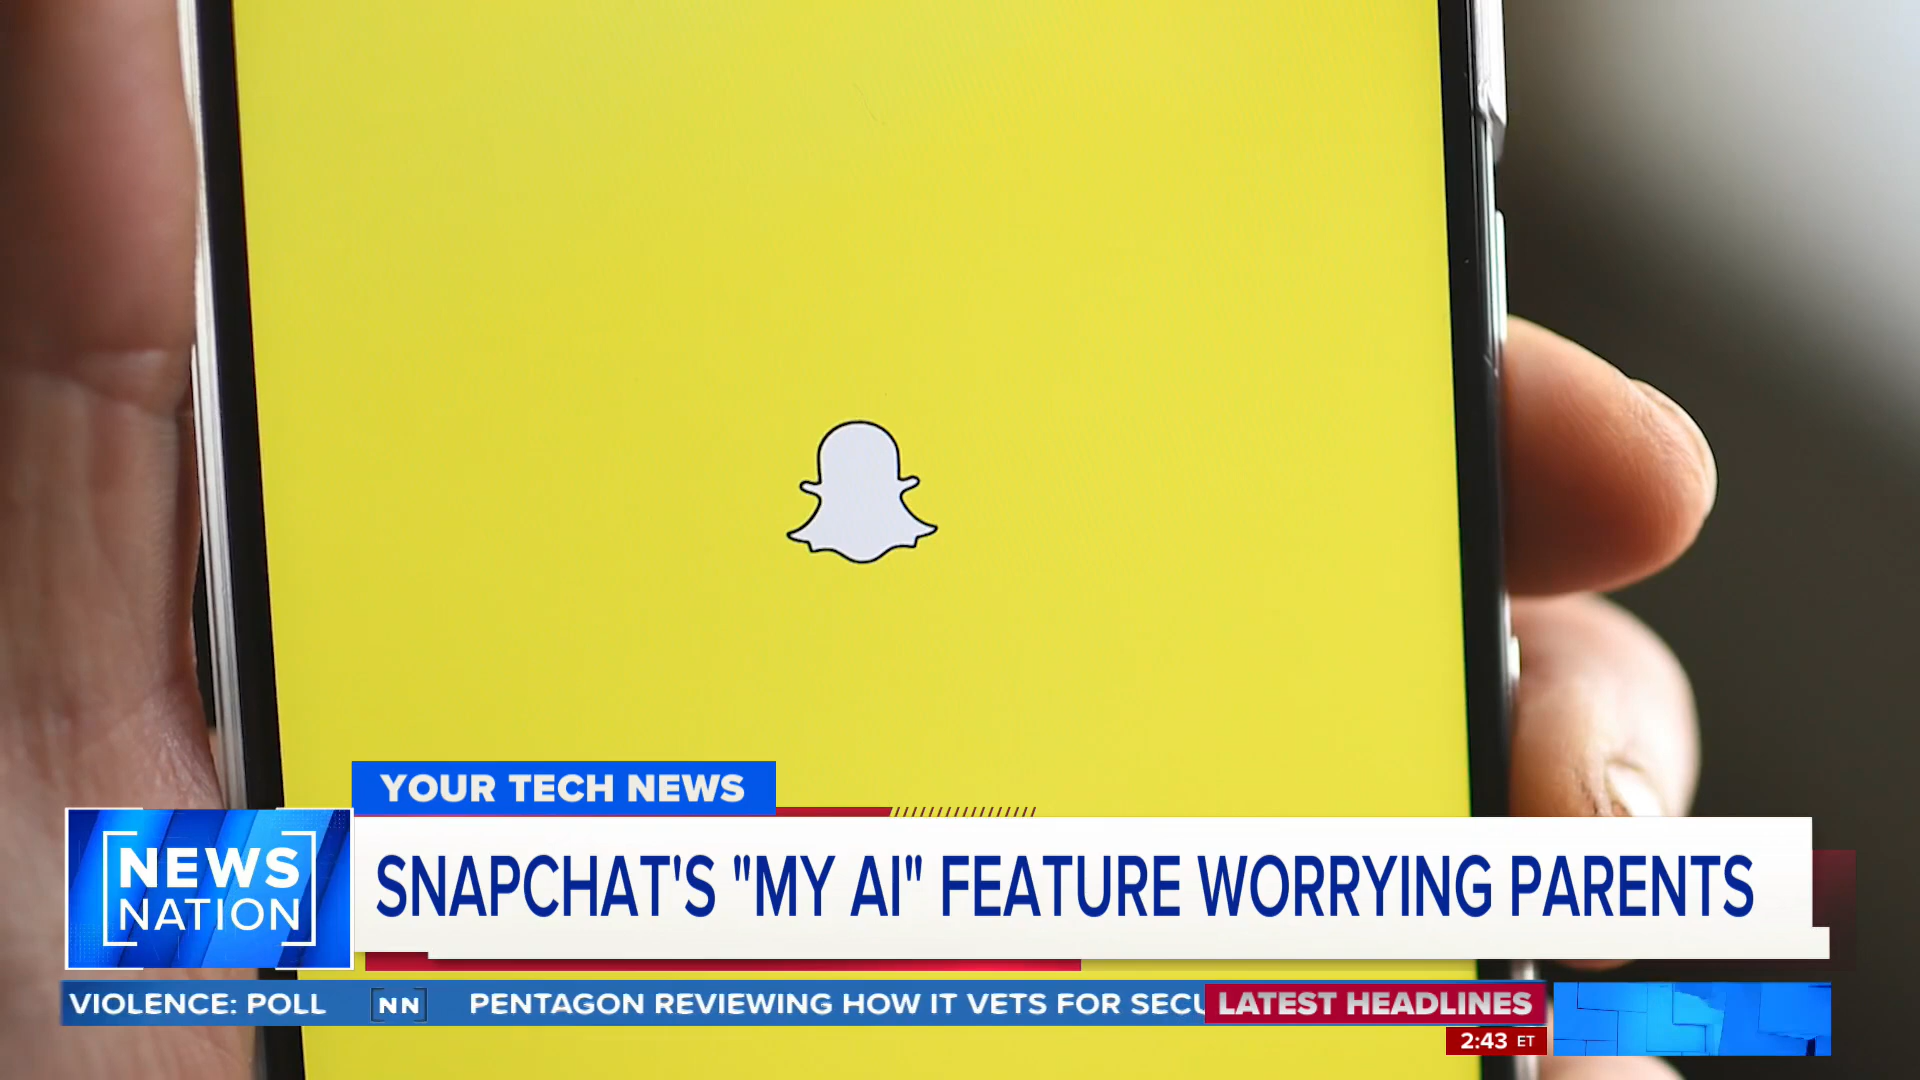 YOUR TECH NEWS
NEWS
NATION
SNAPCHAT'S "MY AI" FEATURE WORRYING PARENTS
VIOLENCE: POLL
NN
PENTAGON REVIEWING HOW IT VETS FOR
LATEST HEADLINES
2:43 ET